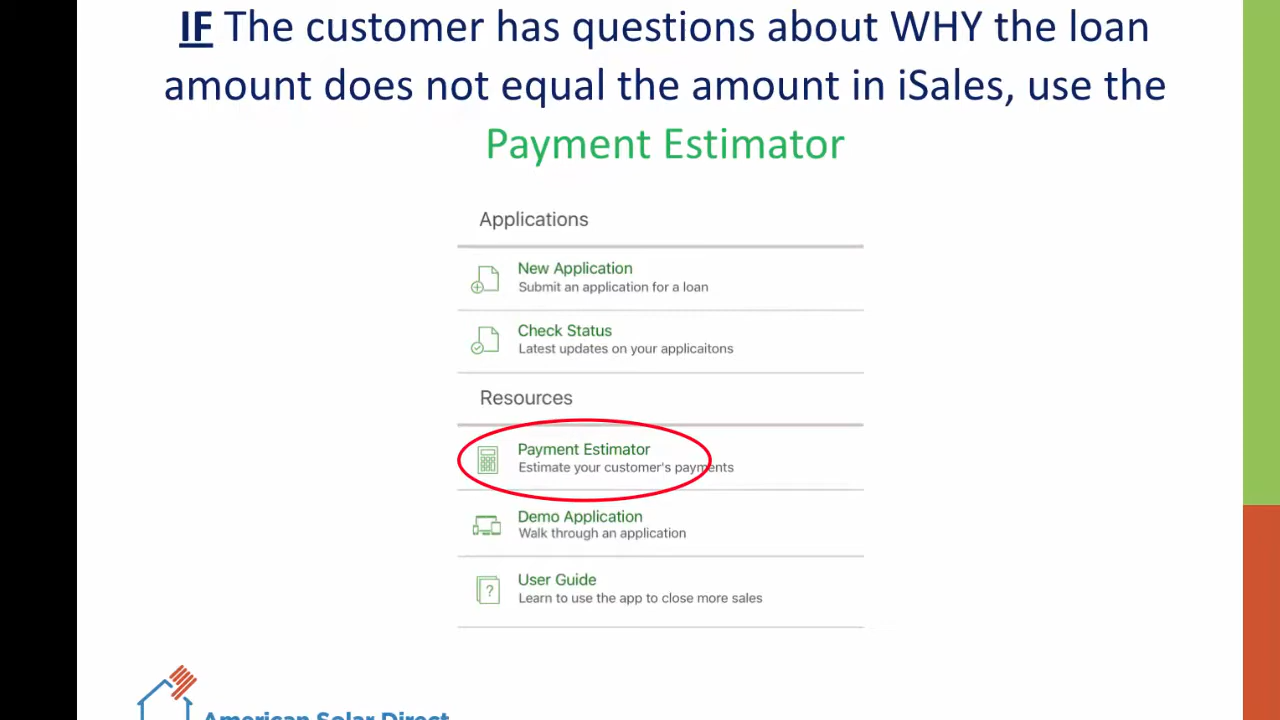 IF The customer has questions about WHY the loan
amount does not equal the amount in iSales, use the
Payment Estimator
Applications
New Application
Submit an application for a loan
Check Status
Latest updates on your applicaitons
Resources
Payment Estimator
Estimate your customer's payments
Demo Application
Walk through an application
?
User Guide
Learn to use the app to close more sales
American Solar Direct